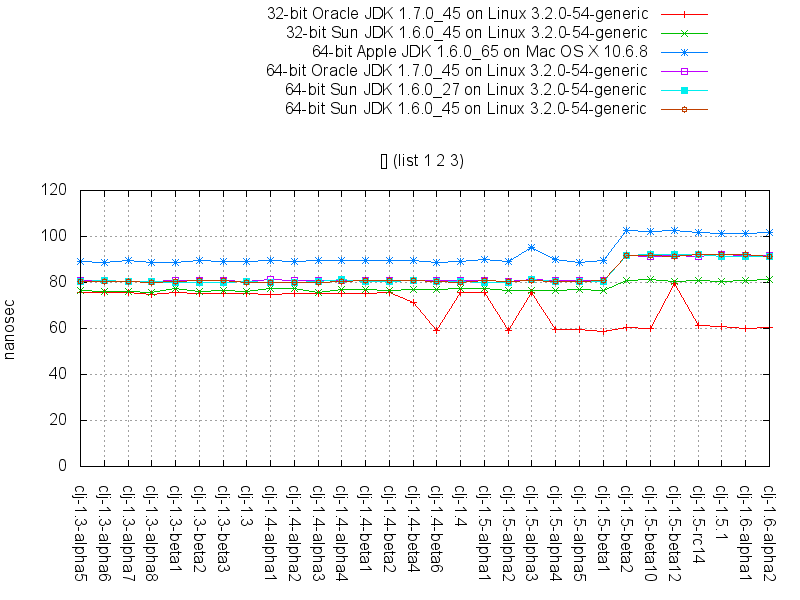 32-bit Oracle JDK 1.7.0_45 on Linux 3.2.0-54-generic
32-bit Sun JDK 1.6.0_45 on Linux 3.2.0-54-generic
64-bit Apple JDK 1.6.0_65 on Mac OS X 10.6.8
64-bit Oracle JDK 1.7.0_45 on Linux 3.2.0-54-generic
64-bit Sun JDK 1.6.0_27 on Linux 3.2.0-54-generic
64-bit Sun JDK 1.6.0_45 on Linux 3.2.0-54-generic
[] (list 1 2 3)
120
100
80
60
40
20
0
nanosec
clj-1.3-alpha5
clj-1.3-alpha6
clj-1.3-alpha7
clj-1.3-alpha8
clj-1.3-beta1
clj-1.3-beta2
clj-1.3-beta3
clj-1.3
clj-1.4-alpha1
clj-1.4-alpha2
clj-1.4-alpha3
clj-1.4-alpha4
clj-1.4-beta1
clj-1.4-beta2
clj-1.4-beta4
clj-1.4-beta6
clj-1.4
clj-1.5-alpha1
clj-1.5-alpha2
clj-1.5-alpha3
clj-1.5-alpha4
clj-1.5-alpha5
clj-1.5-beta1
clj-1.5-beta2
clj-1.5-beta10
clj-1.5-beta12
clj-1.5-rc14
clj-1.5.1
clj-1.6-alpha1
clj-1.6-alpha2